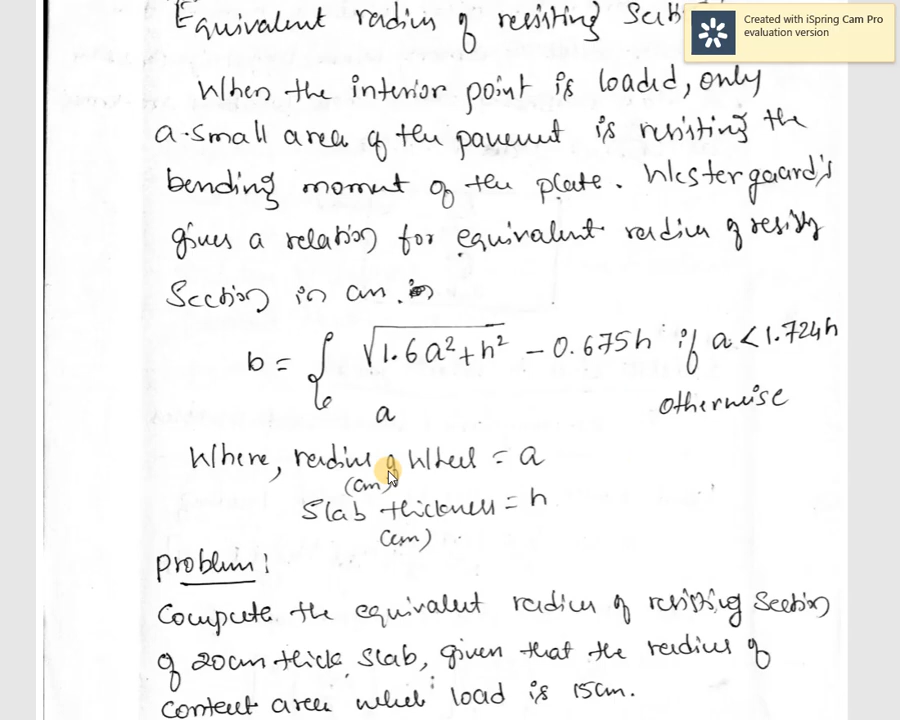 Equivalent radius of resisting Secti
Created with iSpring Cam Pro
evaluation version
When the interior point is loaded, only
a small area of the pavement is resisting the
bending moment of the plate. Westergaard's
gives a relation for equivalent radius of resisting
Section in cm. is
b = { √1.6a²+h² - 0.675h if a < 1.724h
a otherwise
Where, radius of Wheel = a
(cm)
Slab thickness = h
(cm)
Problem:
Compute the equivalent radius of resisting Section
of 20cm thick slab, given that the radius of
contact area wheel load is 15cm.